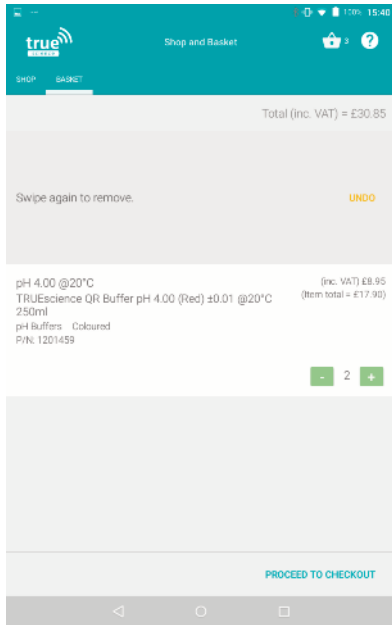 100% 15:40
true
Shop and Basket
3 ?
SHOP BASKET
Total (inc. VAT) = £30.85
Swipe again to remove.
UNDO
pH 4.00 @20°C
(inc. VAT) £8.95
TRUEscience QR Buffer pH 4.00 (Red) ±0.01 @20°C
(Item total = £17.90)
250ml
pH Buffers Coloured
P/N: 1201459
- 2 +
PROCEED TO CHECKOUT